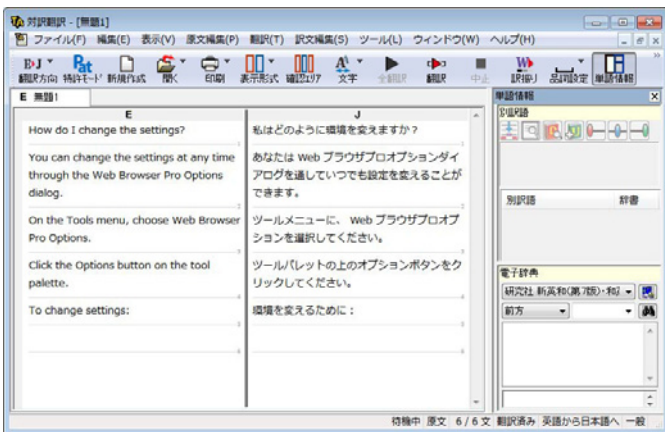 対訳翻訳 - [無題1]
ファイル(F) 編集(E) 表示(V) 原文編集(P) 翻訳(T) 訳文編集(S) ツール(L) ウィンドウ(W) ヘルプ(H)
E›J Pat A W
翻訳方向 特許モード 新規作成 開く 印刷 表示形式 確認エリア 文字 全翻訳 翻訳 中止 訳振り 品詞設定 単語情報
E 無題1
E
How do I change the settings?
You can change the settings at any time
through the Web Browser Pro Options
dialog.
On the Tools menu, choose Web Browser
Pro Options.
Click the Options button on the tool
palette.
To change settings:
J
私はどのように環境を変えますか？
あなたは Web ブラウザプロオプションダイ
アログを通していつでも設定を変えることが
できます。
ツールメニューに、 Web ブラウザプロオプ
ションを選択してください。
ツールパレットの上のオプションボタンをク
リックしてください。
環境を変えるために：
単語情報
別訳語
別訳語 辞書
電子辞典
研究社 新英和(第7版)・和
前方
待機中 原文 6/6文 翻訳済み 英語から日本語へ 一般